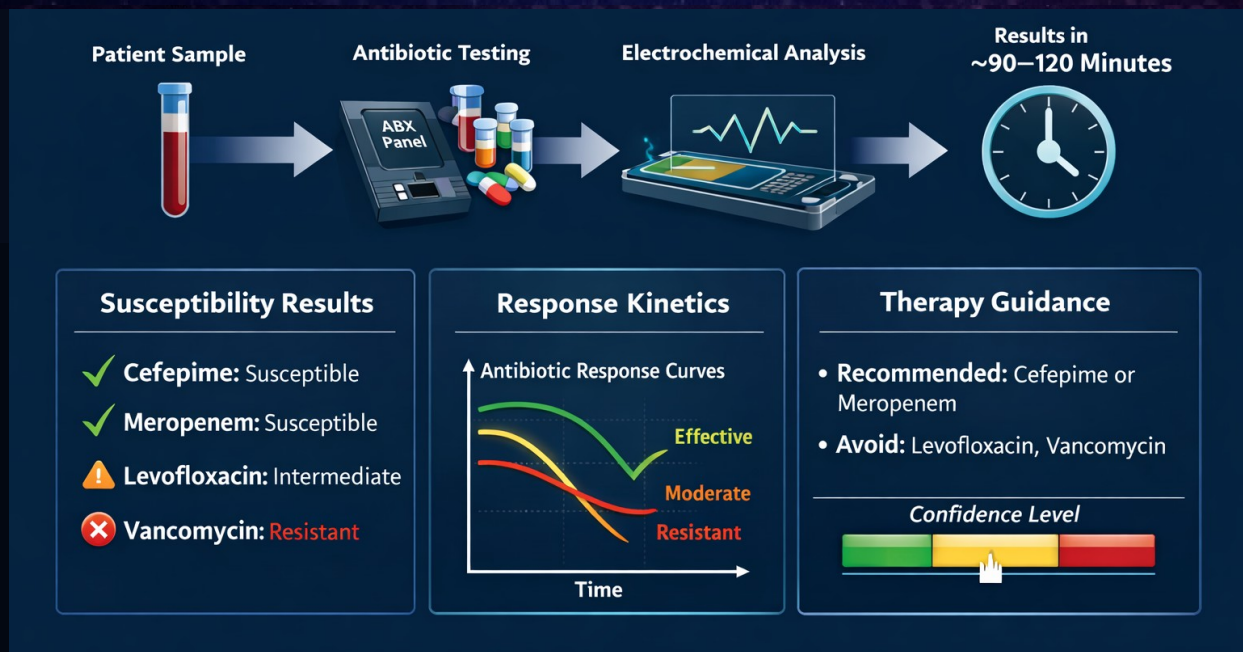 Patient Sample
Antibiotic Testing
Electrochemical Analysis
Results in
~90–120 Minutes
ABX
Panel
Susceptibility Results
Cefepime: Susceptible
Meropenem: Susceptible
Levofloxacin: Intermediate
Vancomycin: Resistant
Response Kinetics
Antibiotic Response Curves
Effective
Moderate
Resistant
Time
Therapy Guidance
• Recommended: Cefepime or
Meropenem
• Avoid: Levofloxacin, Vancomycin
Confidence Level